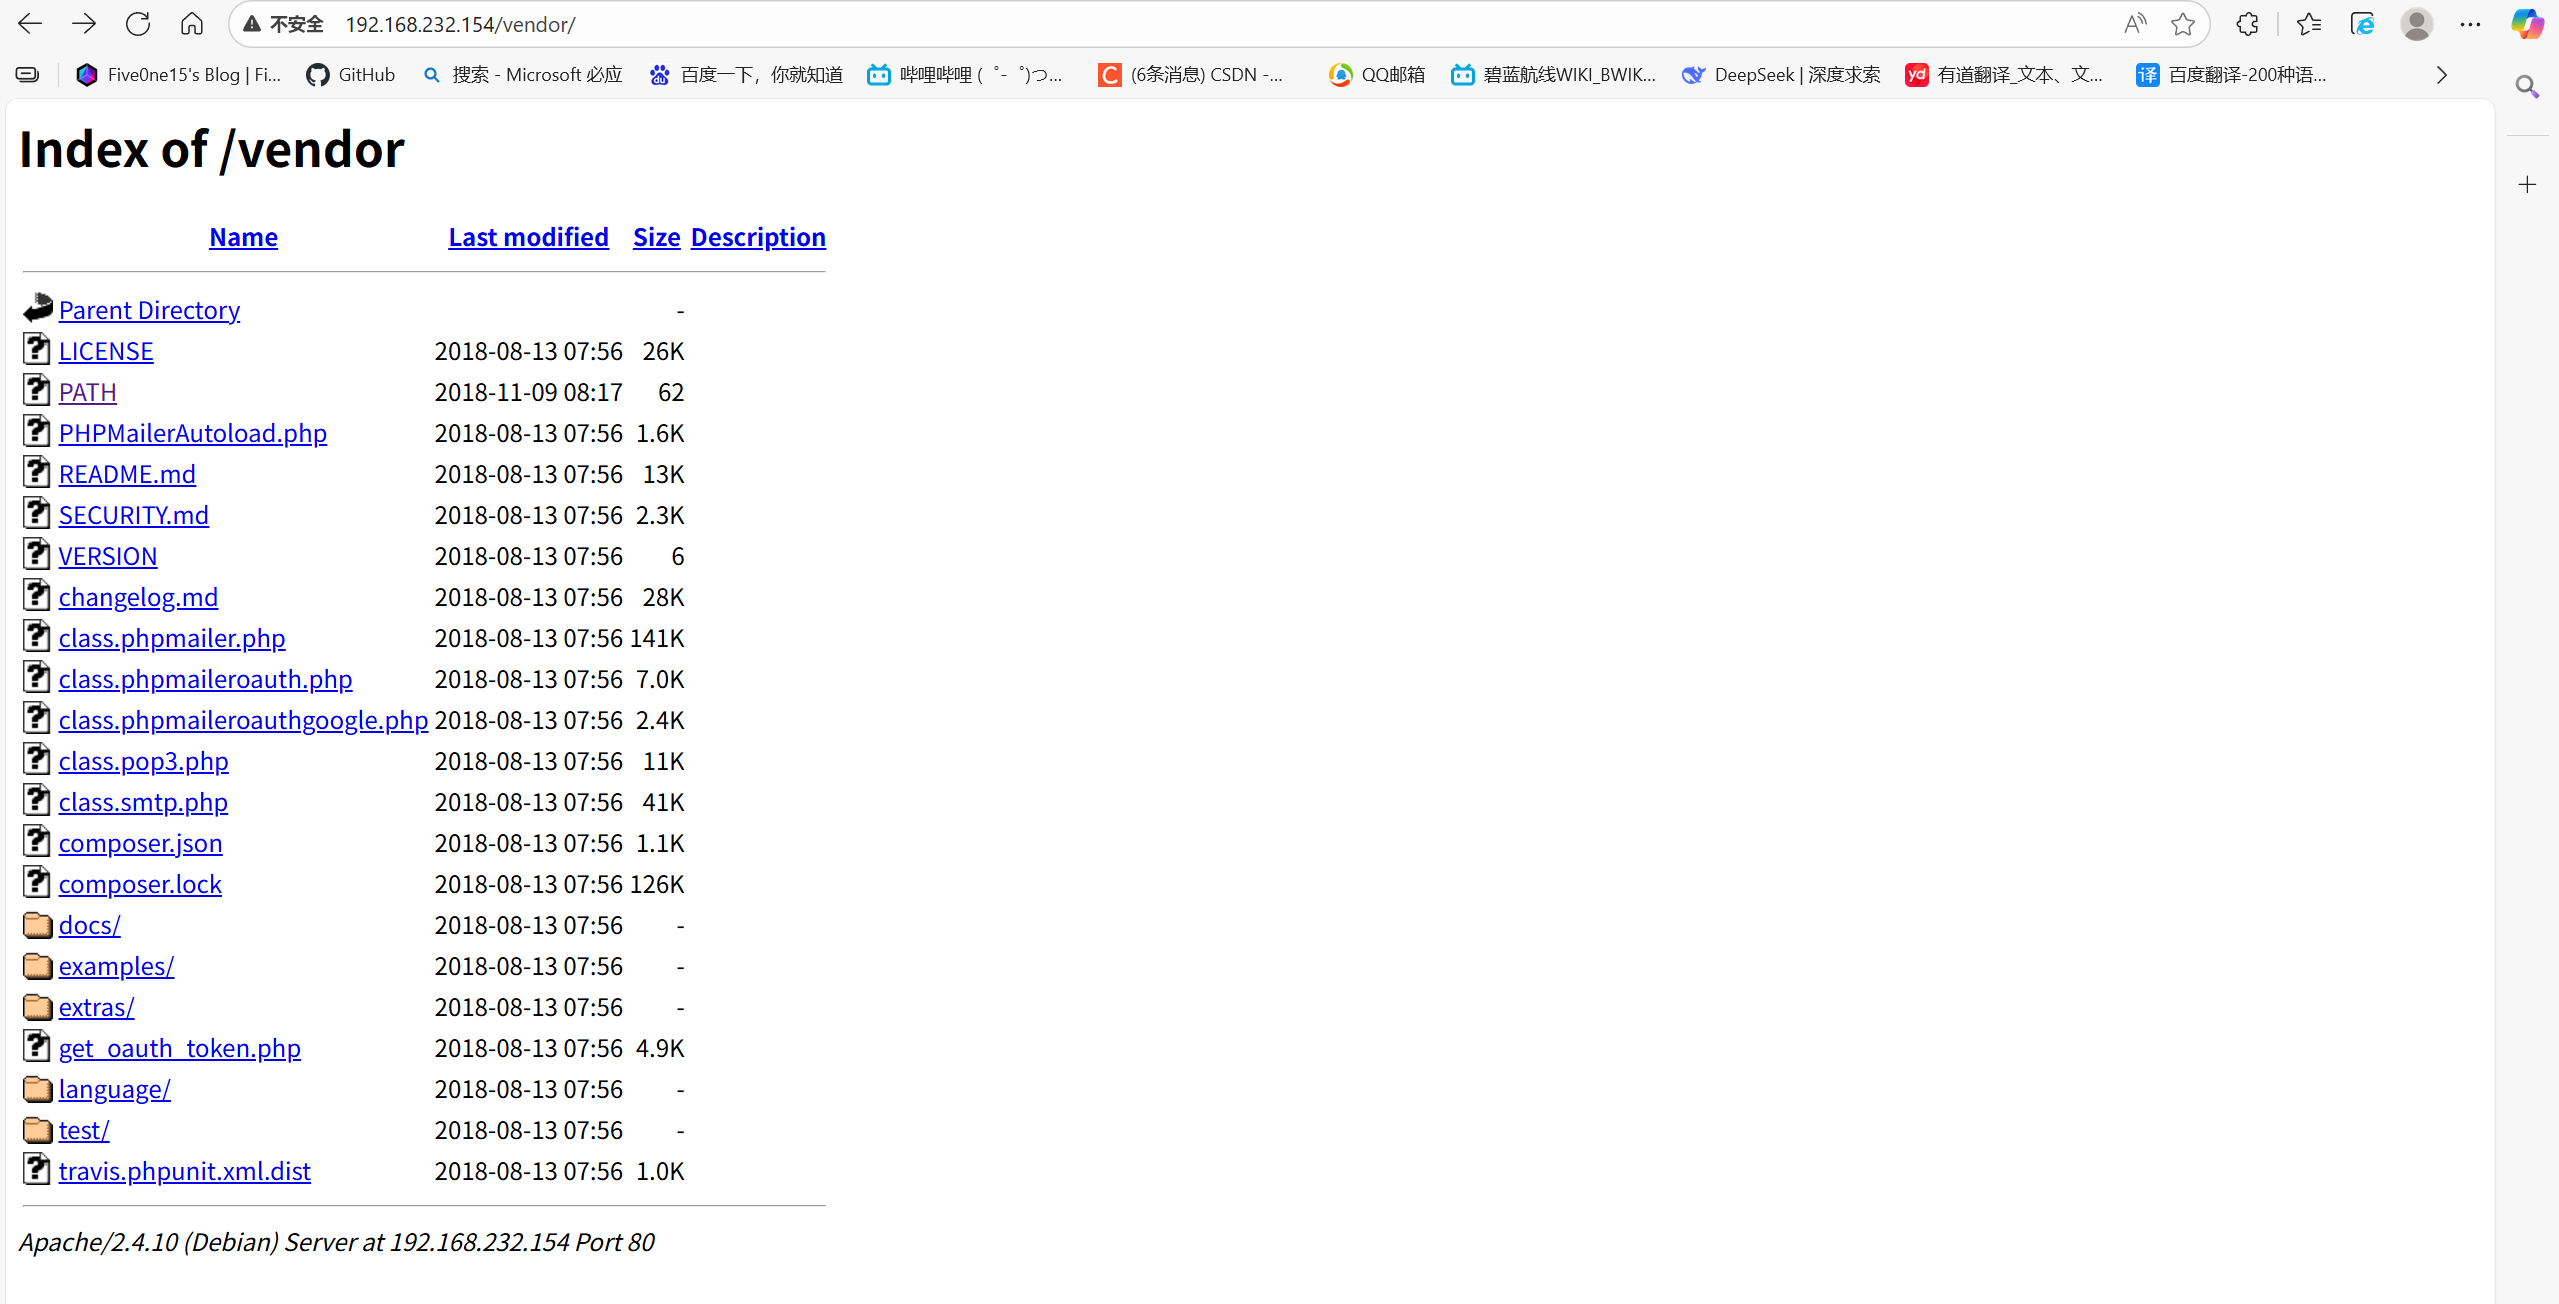 不安全 192.168.232.154/vendor/
Five0ne15's Blog | Fi... GitHub 搜索 - Microsoft 必应 百度一下，你就知道 哔哩哔哩 ( ゜- ゜)つ... (6条消息) CSDN -... QQ邮箱 碧蓝航线WIKI_BWIK... DeepSeek | 深度求索 有道翻译_文本、文... 百度翻译-200种语...
Index of /vendor
Name Last modified Size Description
Parent Directory -
LICENSE 2018-08-13 07:56 26K
PATH 2018-11-09 08:17 62
PHPMailerAutoload.php 2018-08-13 07:56 1.6K
README.md 2018-08-13 07:56 13K
SECURITY.md 2018-08-13 07:56 2.3K
VERSION 2018-08-13 07:56 6
changelog.md 2018-08-13 07:56 28K
class.phpmailer.php 2018-08-13 07:56 141K
class.phpmaileroauth.php 2018-08-13 07:56 7.0K
class.phpmaileroauthgoogle.php 2018-08-13 07:56 2.4K
class.pop3.php 2018-08-13 07:56 11K
class.smtp.php 2018-08-13 07:56 41K
composer.json 2018-08-13 07:56 1.1K
composer.lock 2018-08-13 07:56 126K
docs/ 2018-08-13 07:56 -
examples/ 2018-08-13 07:56 -
extras/ 2018-08-13 07:56 -
get_oauth_token.php 2018-08-13 07:56 4.9K
language/ 2018-08-13 07:56 -
test/ 2018-08-13 07:56 -
travis.phpunit.xml.dist 2018-08-13 07:56 1.0K
Apache/2.4.10 (Debian) Server at 192.168.232.154 Port 80